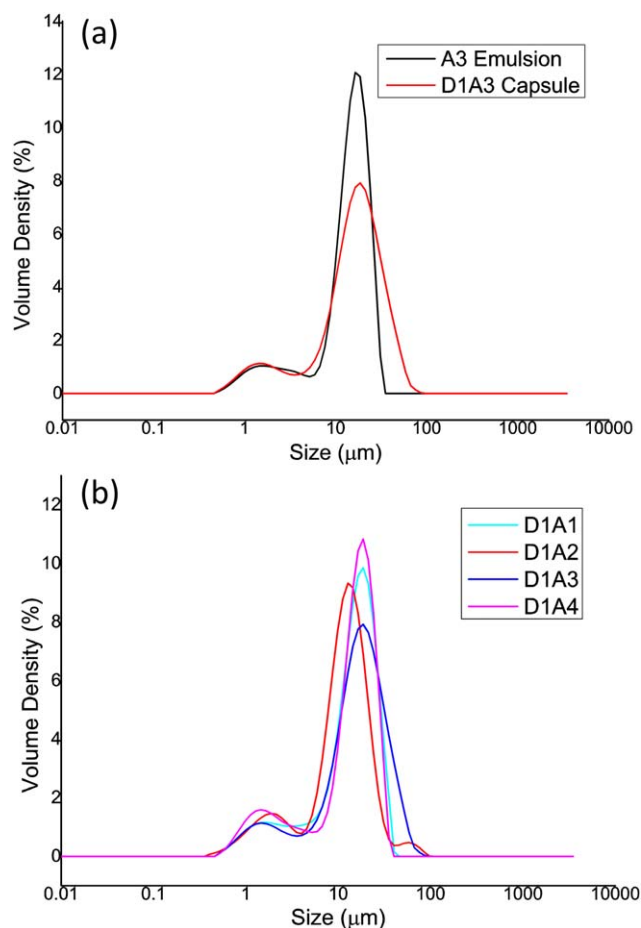 (a)
A3 Emulsion
D1A3 Capsule
14
12
10
8
6
4
2
0
Volume Density (%)
0.01 0.1 1 10 100 1000 10000
Size (μm)
(b)
D1A1
D1A2
D1A3
D1A4
12
10
8
6
4
2
0
Volume Density (%)
0.01 0.1 1 10 100 1000 10000
Size (μm)